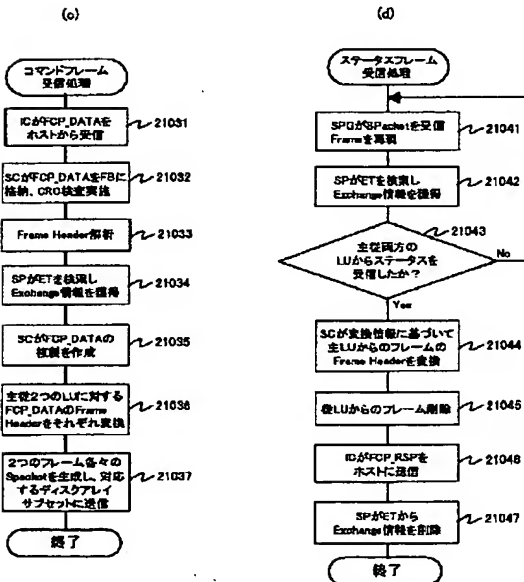 (c)
コマンドフレーム
受信処理
ICがFCP_DATAを
ホストから受信
21031
SCがFCP_DATAをFBに
格納、CRC検査実施
21032
Frame Header解析
21033
SPがETを検索し
Exchange情報を獲得
21034
SCがFCP_DATAの
複製を作成
21035
主従2つのLUに対する
FCP_DATAのFrame
Headerをそれぞれ変換
21036
2つのフレーム各々の
Spacketを生成し、対応
するディスクアレイ
サブセットに送信
21037
終了
(d)
ステータスフレーム
受信処理
SPGがSPacketを受信
Frameを再現
21041
SPがETを検索し
Exchange情報を獲得
21042
主従両方の
LUからステータスを
受信したか?
21043
No
Yes
SCが変換情報に基づいて
主LUからのフレームの
Frame Headerを変換
21044
従LUからのフレーム削除
21045
ICがFCP_RSPを
ホストに送信
21046
SPがETから
Exchange情報を削除
21047
終了